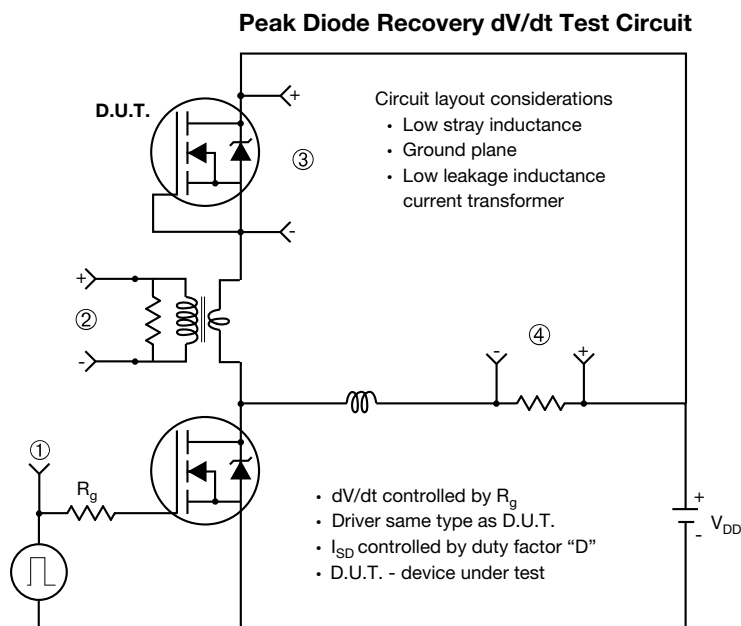 Peak Diode Recovery dV/dt Test Circuit
D.U.T.
+
Circuit layout considerations
• Low stray inductance
• Ground plane
• Low leakage inductance
current transformer
③
-
+
②
-
-
④
+
①
Rg
• dV/dt controlled by Rg
• Driver same type as D.U.T.
• ISD controlled by duty factor “D”
• D.U.T. - device under test
+
-
VDD